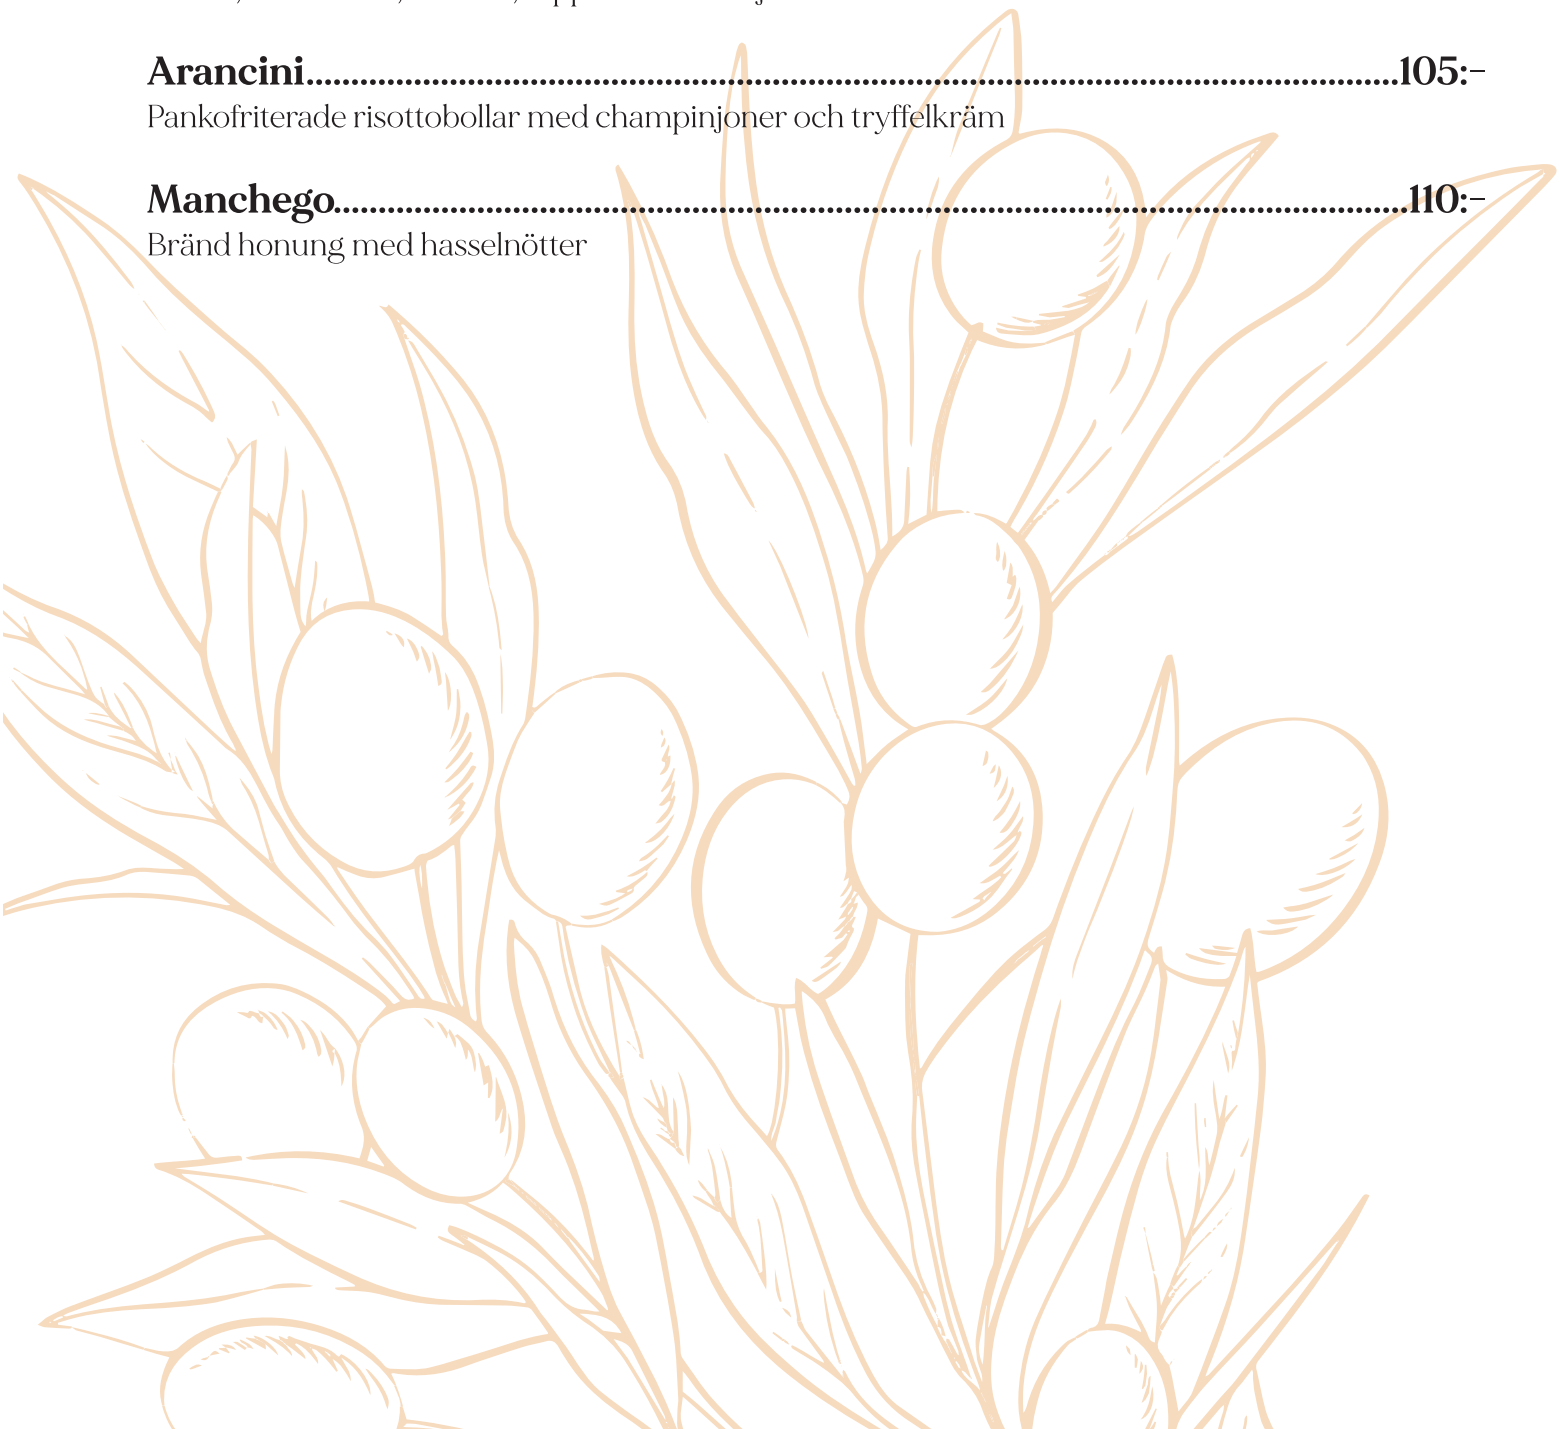 Arancini........................................................................................................................105:-
Pankofriterade risottobollar med champinjoner och tryffelkräm
Manchego......................................................................................................................110:-
Bränd honung med hasselnötter